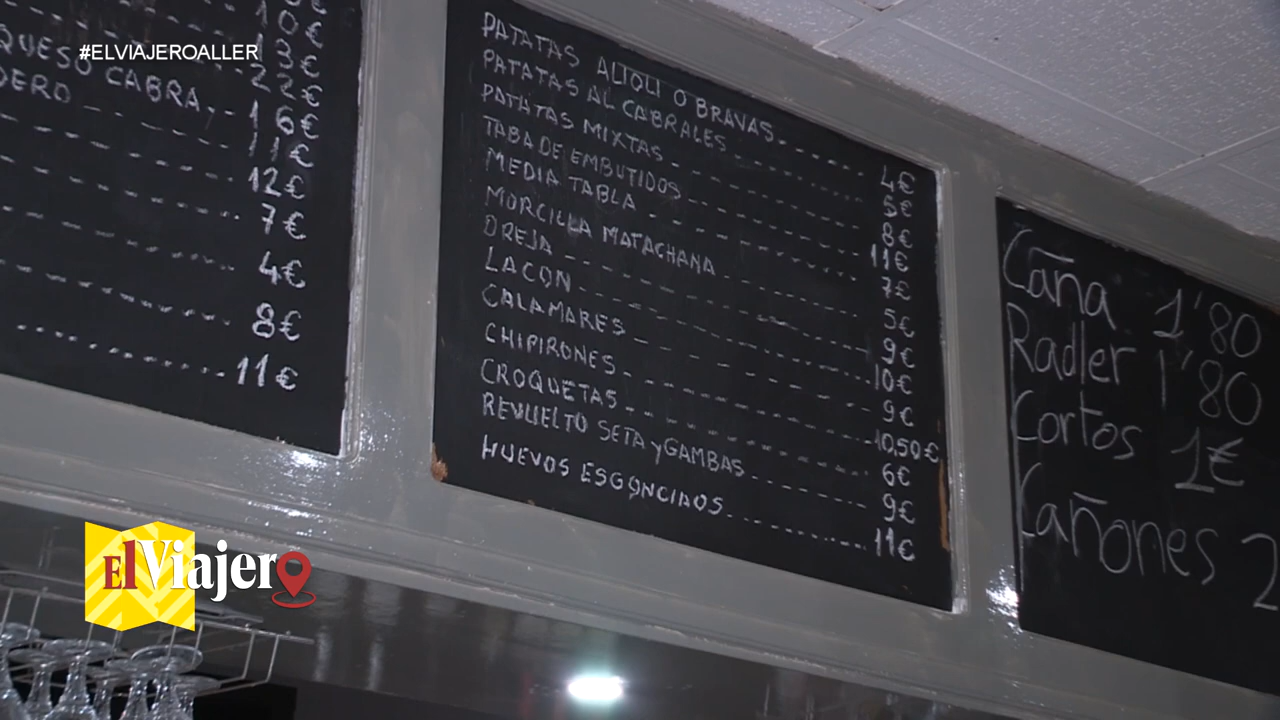 #ELVIAJEROALLER
10€
13€
QUESO CABRA 22€
DERO 16€
11€
12€
7€
4€
8€
11€
PATATAS ALIOLI O BRAVAS 4€
PATATAS AL CABRALES 5€
PATATAS MIXTAS 8€
TABA DE EMBUTIDOS 11€
MEDIA TABLA 7€
MORCILLA MATACHANA 5€
OREJA 9€
LACON 10€
CALAMARES 9€
CHIPIRONES 10,50€
CROQUETAS 6€
REVUELTO SETA y GAMBAS 9€
HUEVOS ESGONCIAOS 11€
Caña 1'80
Radler 1'80
Cortos 1€
Cañones 2
El Viajero